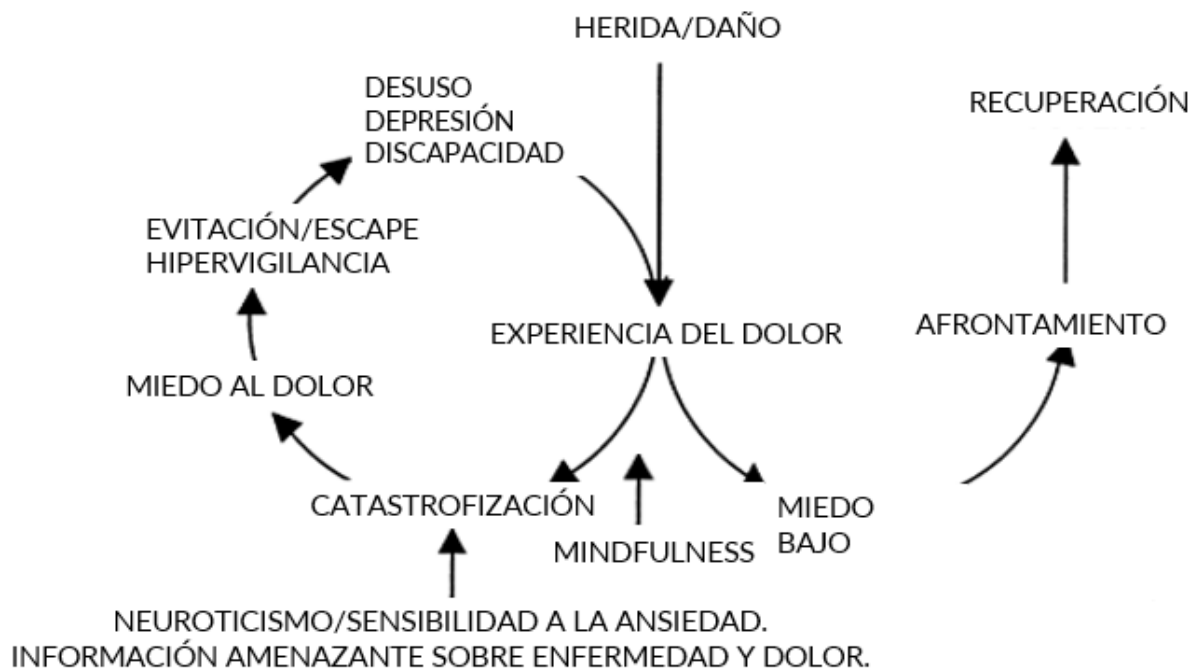 HERIDA/DAÑO
DESUSO
DEPRESIÓN
DISCAPACIDAD
RECUPERACIÓN
EVITACIÓN/ESCAPE
HIPERVIGILANCIA
EXPERIENCIA DEL DOLOR
AFRONTAMIENTO
MIEDO AL DOLOR
CATASTROFIZACIÓN
MIEDO
BAJO
MINDFULNESS
NEUROTICISMO/SENSIBILIDAD A LA ANSIEDAD.
INFORMACIÓN AMENAZANTE SOBRE ENFERMEDAD Y DOLOR.